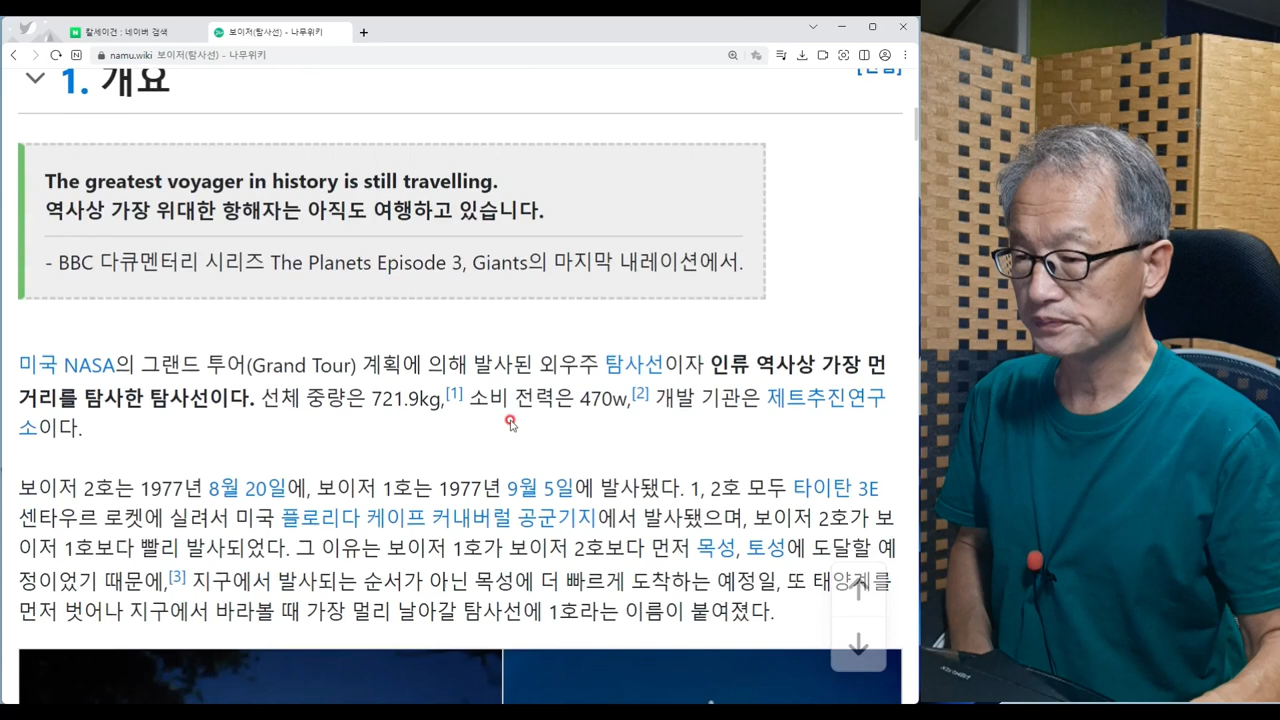 칼세이건 : 네이버 검색
보이저(탐사선) - 나무위키
namu.wiki 보이저(탐사선) - 나무위키
1. 개요
The greatest voyager in history is still travelling.
역사상 가장 위대한 항해자는 아직도 여행하고 있습니다.
- BBC 다큐멘터리 시리즈 The Planets Episode 3, Giants의 마지막 내레이션에서.
미국 NASA의 그랜드 투어(Grand Tour) 계획에 의해 발사된 외우주 탐사선이자 인류 역사상 가장 먼
거리를 탐사한 탐사선이다. 선체 중량은 721.9kg,[1] 소비 전력은 470w,[2] 개발 기관은 제트추진연구
소이다.
보이저 2호는 1977년 8월 20일에, 보이저 1호는 1977년 9월 5일에 발사됐다. 1, 2호 모두 타이탄 3E
센타우르 로켓에 실려서 미국 플로리다 케이프 커내버럴 공군기지에서 발사됐으며, 보이저 2호가 보
이저 1호보다 빨리 발사되었다. 그 이유는 보이저 1호가 보이저 2호보다 먼저 목성, 토성에 도달할 예
정이었기 때문에,[3] 지구에서 발사되는 순서가 아닌 목성에 더 빠르게 도착하는 예정일, 또 태양계를
먼저 벗어나 지구에서 바라볼 때 가장 멀리 날아갈 탐사선에 1호라는 이름이 붙여졌다.